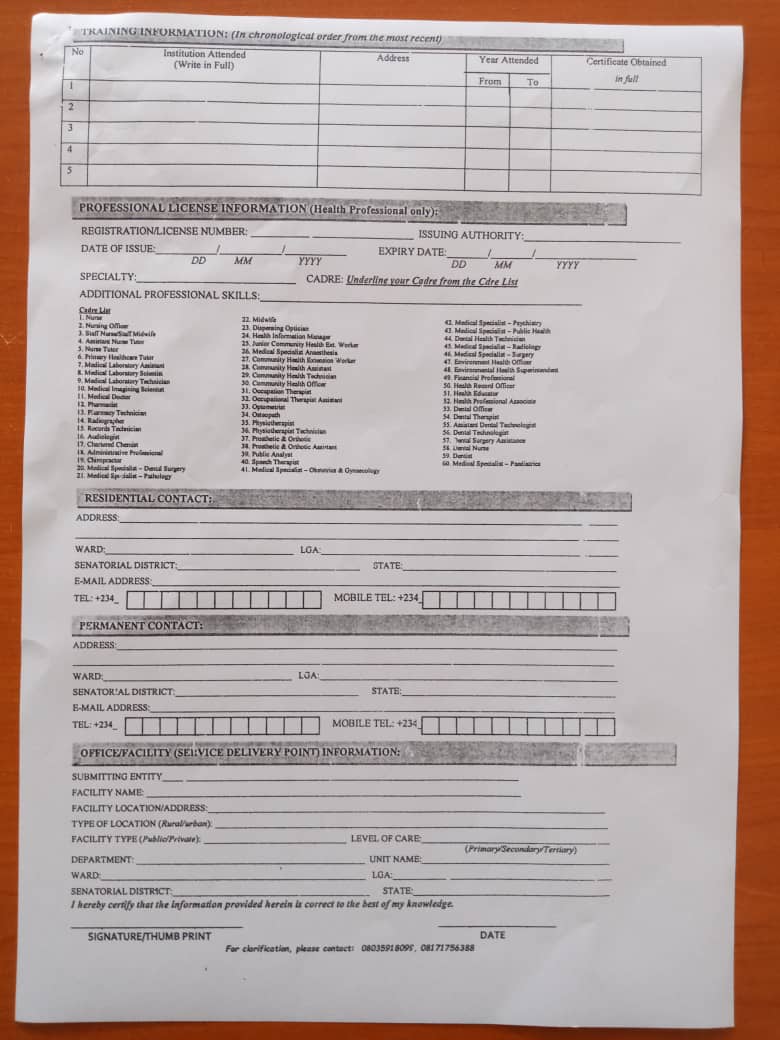 TRAINING INFORMATION: (In chronological order from the most recent)
No Institution Attended (Write in Full) Address Year Attended Certificate Obtained in full
From To
1
2
3
4
5
PROFESSIONAL LICENSE INFORMATION (Health Professional only):
REGISTRATION/LICENSE NUMBER: ISSUING AUTHORITY:
DATE OF ISSUE: / / EXPIRY DATE: / /
DD MM YYYY DD MM YYYY
SPECIALTY: CADRE: Underline your Cadre from the Cdre List
ADDITIONAL PROFESSIONAL SKILLS:
Cadre List
1. Nurse
2. Nursing Officer
3. Staff Nurse/Staff Midwife
4. Assistant Nurse Tutor
5. Nurse Tutor
6. Primary Healthcare Tutor
7. Medical Laboratory Assistant
8. Medical Laboratory Scientist
9. Medical Laboratory Technician
10. Medical Imagining Scientist
11. Medical Doctor
12. Pharmacist
13. Pharmacy Technician
14. Radiographer
15. Records Technician
16. Audiologist
17. Chartered Chemist
18. Administrative Professional
19. Chiropractor
20. Medical Specialist – Dental Surgery
21. Medical Specialist – Pathology
22. Midwife
23. Dispensing Optician
24. Health Information Manager
25. Junior Community Health Ext. Worker
26. Medical Specialist Anaesthesia
27. Community Health Extension Worker
28. Community Health Assistant
29. Community Health Technician
30. Community Health Officer
31. Occupation Therapist
32. Occupational Therapist Assistant
33. Optometrist
34. Osteopath
35. Physiotherapist
36. Physiotherapist Technician
37. Prosthetic & Orthotic
38. Prosthetic & Orthotic Assistant
39. Public Analyst
40. Speech Therapist
41. Medical Specialist – Obstetrics & Gynaecology
42. Medical Specialist – Psychiatry
43. Medical Specialist – Public Health
44. Dental Health Technician
45. Medical Specialist – Radiology
46. Medical Specialist – Surgery
47. Environment Health Officer
48. Environmental Health Superintendent
49. Financial Professional
50. Health Record Officer
51. Health Educator
52. Health Professional Associate
53. Dental Officer
54. Dental Therapist
55. Assistant Dental Technologist
56. Dental Technologist
57. Dental Surgery Assistance
58. Dental Nurse
59. Dentist
60. Medical Specialist – Paediatrics
RESIDENTIAL CONTACT:
ADDRESS:
WARD: LGA:
SENATORIAL DISTRICT: STATE:
E-MAIL ADDRESS:
TEL: +234_ MOBILE TEL: +234_
PERMANENT CONTACT:
ADDRESS:
WARD: LGA:
SENATORIAL DISTRICT: STATE:
E-MAIL ADDRESS:
TEL: +234_ MOBILE TEL: +234_
OFFICE/FACILITY (SERVICE DELIVERY POINT) INFORMATION:
SUBMITTING ENTITY
FACILITY NAME:
FACILITY LOCATION/ADDRESS:
TYPE OF LOCATION (Rural/urban):
FACILITY TYPE (Public/Private): LEVEL OF CARE:
(Primary/Secondary/Tertiary)
DEPARTMENT: UNIT NAME:
WARD: LGA:
SENATORIAL DISTRICT: STATE:
I hereby certify that the information provided herein is correct to the best of my knowledge.
SIGNATURE/THUMB PRINT DATE
For clarification, please contact: 08035918099, 08171756388